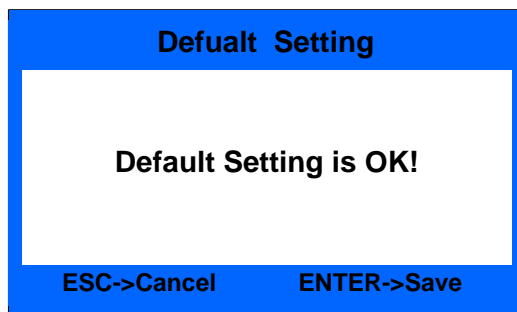 Defualt Setting
Default Setting is OK!
ESC->Cancel ENTER->Save